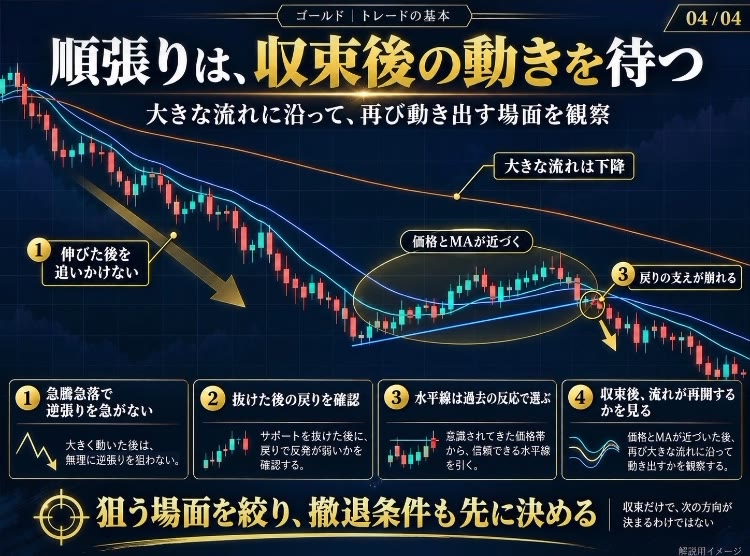 ゴールド｜トレードの基本
04/04
順張りは、収束後の動きを待つ
大きな流れに沿って、再び動き出す場面を観察
大きな流れは下降
価格とMAが近づく
1 伸びた後を
追いかけない
3 戻りの支えが崩れる
1 急騰急落で
逆張りを急がない
大きく動いた後は、
無理に逆張りを狙わない。
2 抜けた後の戻りを確認
サポートを抜けた後に、
戻りで反発が弱いかを
確認する。
3 水平線は過去の反応で選ぶ
意識されてきた価格帯
から、信頼できる水平線
を引く。
4 収束後、流れが再開する
かを見る
価格とMAが近づいた後、
再び大きな流れに沿って
動き出すかを観察する。
狙う場面を絞り、撤退条件も先に決める
収束だけで、次の方向が
決まるわけではない
解説用イメージ